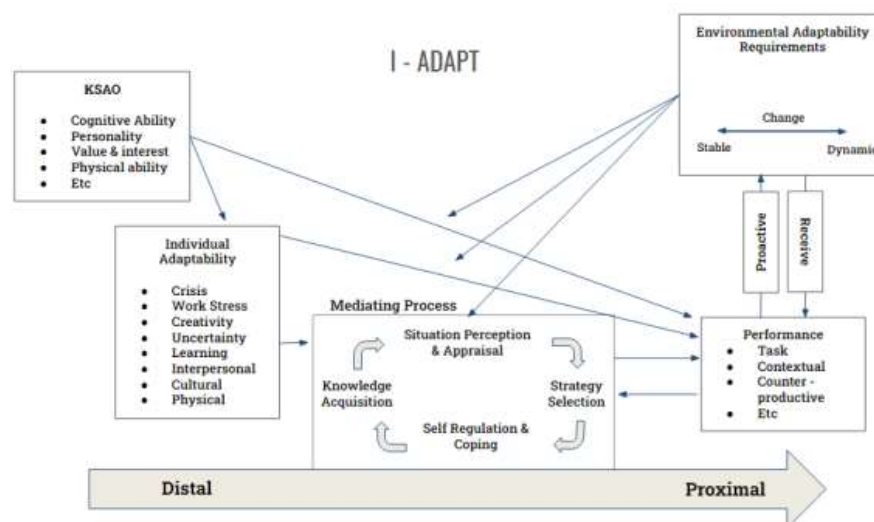 I - ADAPT
KSAO
● Cognitive Ability
● Personality
● Value & interest
● Physical ability
● Etc
Environmental Adaptability
Requirements
Change
Stable
Dynamic
Proactive
Receive
Individual
Adaptability
● Crisis
● Work Stress
● Creativity
● Uncertainty
● Learning
● Interpersonal
● Cultural
● Physical
Mediating Process
Situation Perception
& Appraisal
Knowledge
Acquisition
Strategy
Selection
Self Regulation &
Coping
Performance
● Task
● Contextual
● Counter -
productive
● Etc
Distal
Proximal